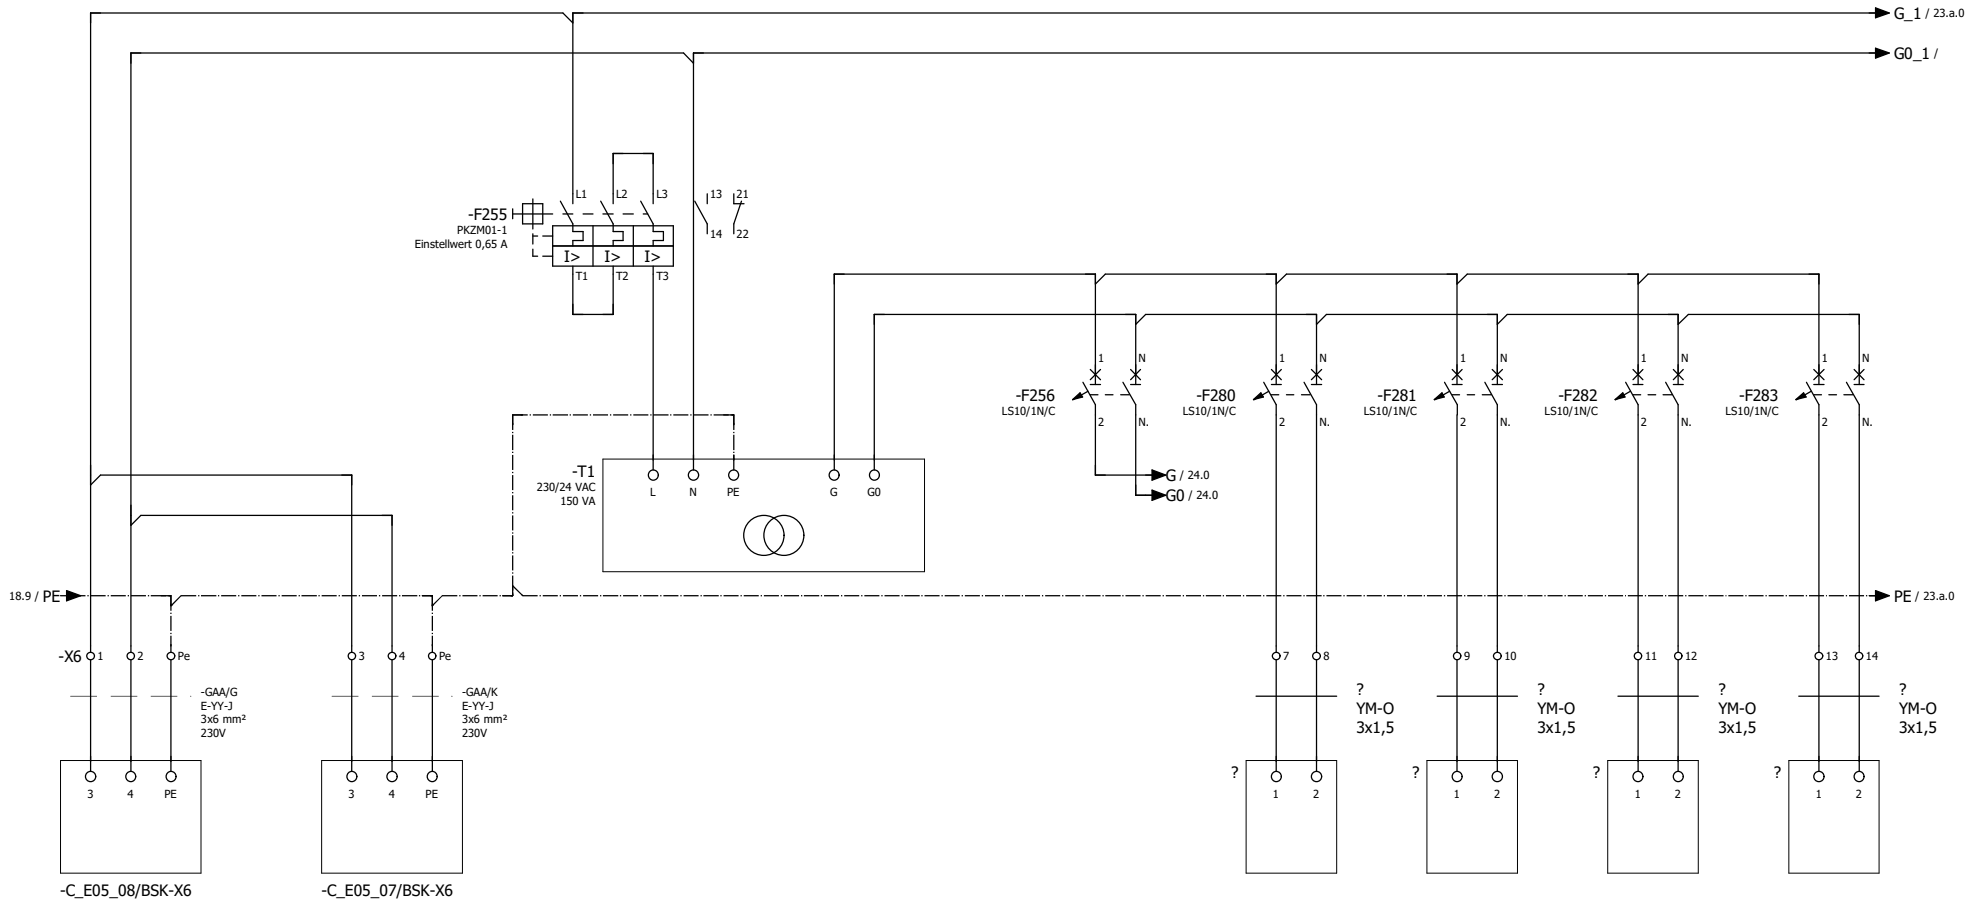 G_1 / 23.a.0
G0_1 /
L1 L2 L3 13 21
-F255
PKZM01-1
Einstellwert 0,65 A
14 22
I> I> I>
T1 T2 T3
1 N 1 N 1 N 1 N 1 N
-F256
LS10/1N/C
-F280
LS10/1N/C
-F281
LS10/1N/C
-F282
LS10/1N/C
-F283
LS10/1N/C
2 N. 2 N. 2 N. 2 N. 2 N.
-T1
230/24 VAC
150 VA
L N PE G G0
G / 24.0
G0 / 24.0
18.9 / PE
PE / 23.a.0
-X6 1 2 Pe 3 4 Pe 7 8 9 10 11 12 13 14
-GAA/G
E-YY-J
3x6 mm²
230V
-GAA/K
E-YY-J
3x6 mm²
230V
?
YM-O
3x1,5
?
YM-O
3x1,5
?
YM-O
3x1,5
?
YM-O
3x1,5
? ? ? ?
3 4 PE 3 4 PE 1 2 1 2 1 2 1 2
-C_E05_08/BSK-X6
-C_E05_07/BSK-X6